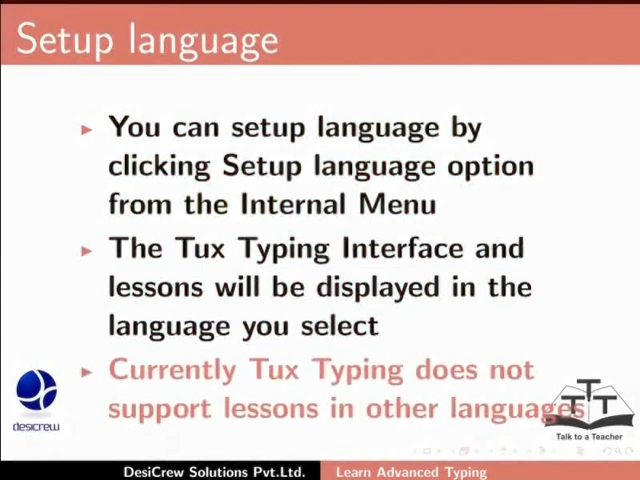 Setup language
You can setup language by
clicking Setup language option
from the Internal Menu
The Tux Typing Interface and
lessons will be displayed in the
language you select
Currently Tux Typing does not
support lessons in other languages
desicrew
TTT
Talk to a Teacher
DesiCrew Solutions Pvt.Ltd. Learn Advanced Typing